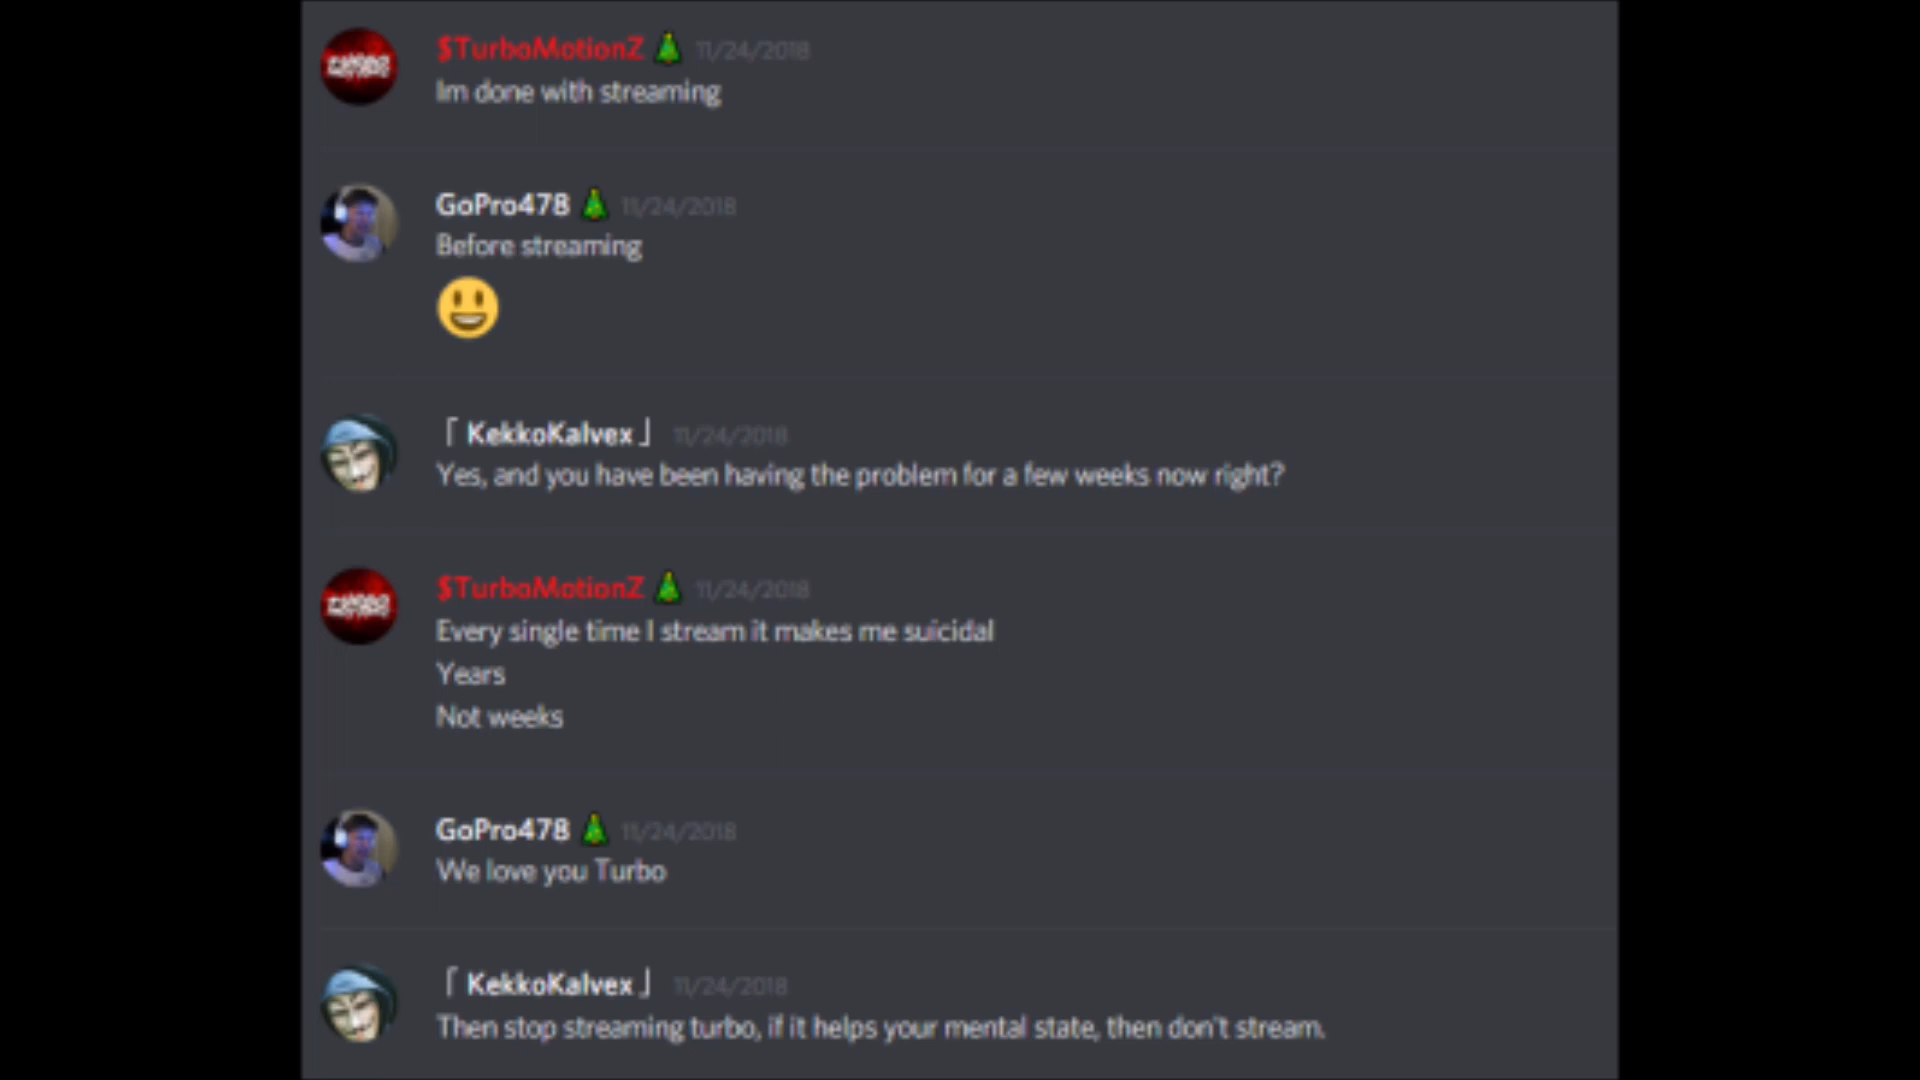 $TurboMotionZ🎄 11/24/2018
Im done with streaming
GoPro478🎄 11/24/2018
Before streaming
😃
「 KekkoKalvex 」 11/24/2018
Yes, and you have been having the problem for a few weeks now right?
$TurboMotionZ🎄 11/24/2018
Every single time I stream it makes me suicidal
Years
Not weeks
GoPro478🎄 11/24/2018
We love you Turbo
「 KekkoKalvex 」 11/24/2018
Then stop streaming turbo, if it helps your mental state, then don't stream.